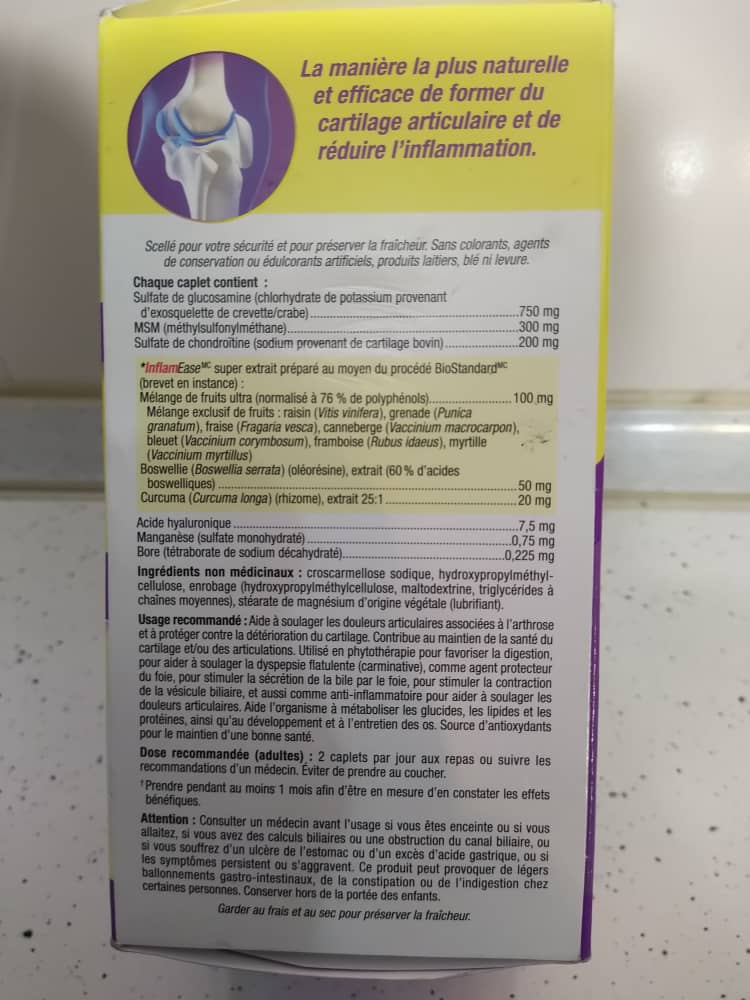 La manière la plus naturelle
et efficace de former du
cartilage articulaire et de
réduire l'inflammation.
Scellé pour votre sécurité et pour préserver la fraîcheur. Sans colorants, agents
de conservation ou édulcorants artificiels, produits laitiers, blé ni levure.
Chaque caplet contient :
Sulfate de glucosamine (chlorhydrate de potassium provenant
d'exosquelette de crevette/crabe)....................750 mg
MSM (méthylsulfonylméthane)....................300 mg
Sulfate de chondroïtine (sodium provenant de cartilage bovin)....................200 mg
*InflamEase MC super extrait préparé au moyen du procédé BioStandard MC
(brevet en instance) :
Mélange de fruits ultra (normalisé à 76 % de polyphénols)....................100 mg
Mélange exclusif de fruits : raisin (Vitis vinifera), grenade (Punica
granatum), fraise (Fragaria vesca), canneberge (Vaccinium macrocarpon),
bleuet (Vaccinium corymbosum), framboise (Rubus idaeus), myrtille
(Vaccinium myrtillus)
Boswellie (Boswellia serrata) (oléorésine), extrait (60 % d'acides
boswelliques)....................50 mg
Curcuma (Curcuma longa) (rhizome), extrait 25:1....................20 mg
Acide hyaluronique....................7,5 mg
Manganèse (sulfate monohydraté)....................0,75 mg
Bore (tétraborate de sodium décahydraté)....................0,225 mg
Ingrédients non médicinaux : croscarmellose sodique, hydroxypropylméthyl-
cellulose, enrobage (hydroxypropylméthylcellulose, maltodextrine, triglycérides à
chaînes moyennes), stéarate de magnésium d'origine végétale (lubrifiant).
Usage recommandé : Aide à soulager les douleurs articulaires associées à l'arthrose
et à protéger contre la détérioration du cartilage. Contribue au maintien de la santé du
cartilage et/ou des articulations. Utilisé en phytothérapie pour favoriser la digestion,
pour aider à soulager la dyspepsie flatulente (carminative), comme agent protecteur
du foie, pour stimuler la sécrétion de la bile par le foie, pour stimuler la contraction
de la vésicule biliaire, et aussi comme anti-inflammatoire pour aider à soulager les
douleurs articulaires. Aide l'organisme à métaboliser les glucides, les lipides et les
protéines, ainsi qu'au développement et à l'entretien des os. Source d'antioxydants
pour le maintien d'une bonne santé.
Dose recommandée (adultes) : 2 caplets par jour aux repas ou suivre les
recommandations d'un médecin. Éviter de prendre au coucher.
†Prendre pendant au moins 1 mois afin d'être en mesure d'en constater les effets
bénéfiques.
Attention : Consulter un médecin avant l'usage si vous êtes enceinte ou si vous
allaitez, si vous avez des calculs biliaires ou une obstruction du canal biliaire, ou
si vous souffrez d'un ulcère de l'estomac ou d'un excès d'acide gastrique, ou si
les symptômes persistent ou s'aggravent. Ce produit peut provoquer de légers
ballonnements gastro-intestinaux, de la constipation ou de l'indigestion chez
certaines personnes. Conserver hors de la portée des enfants.
Garder au frais et au sec pour préserver la fraîcheur.